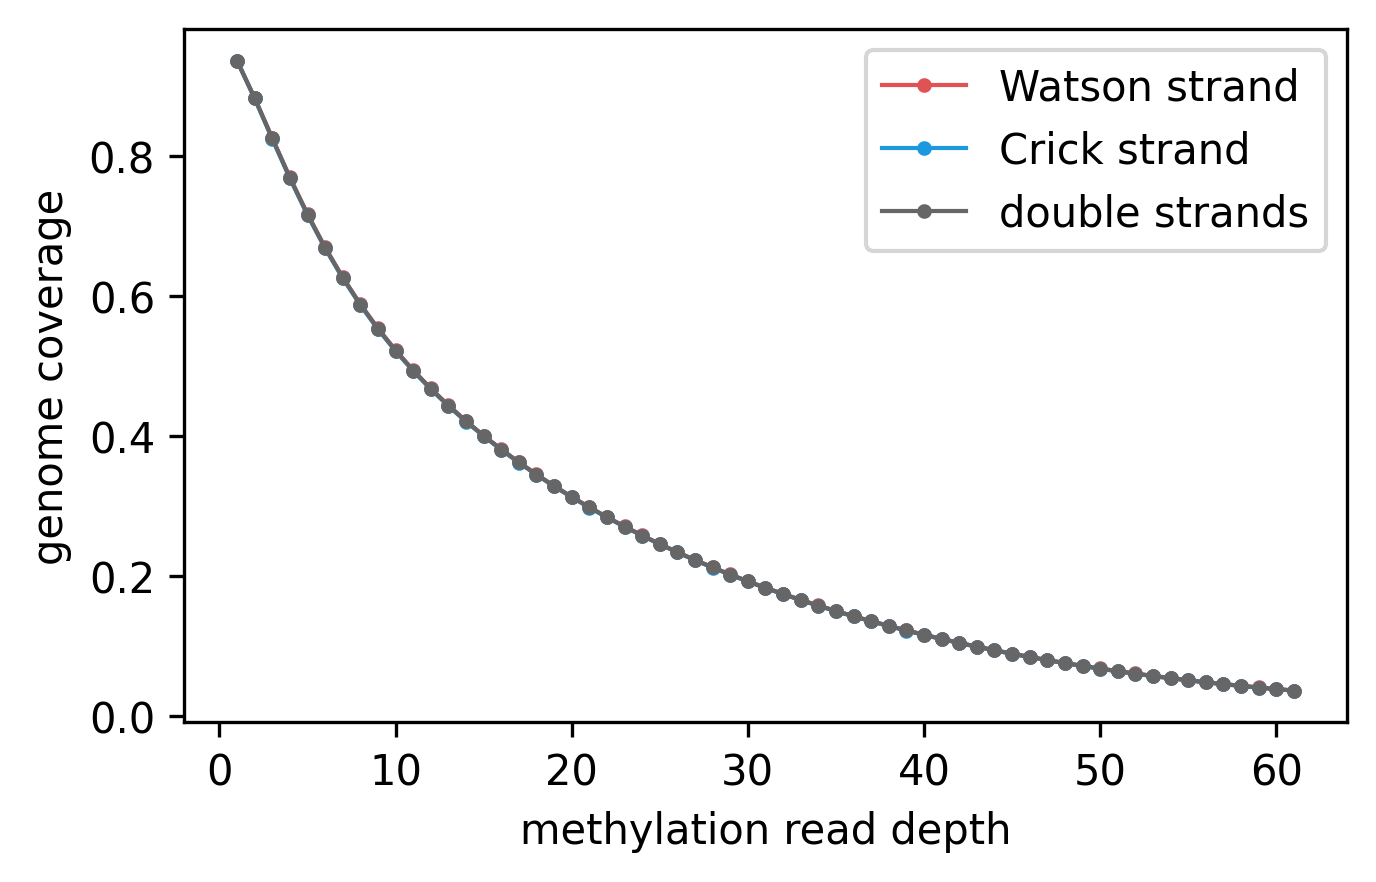 Watson strand
Crick strand
double strands
genome coverage
0.8
0.6
0.4
0.2
0.0
0 10 20 30 40 50 60
methylation read depth